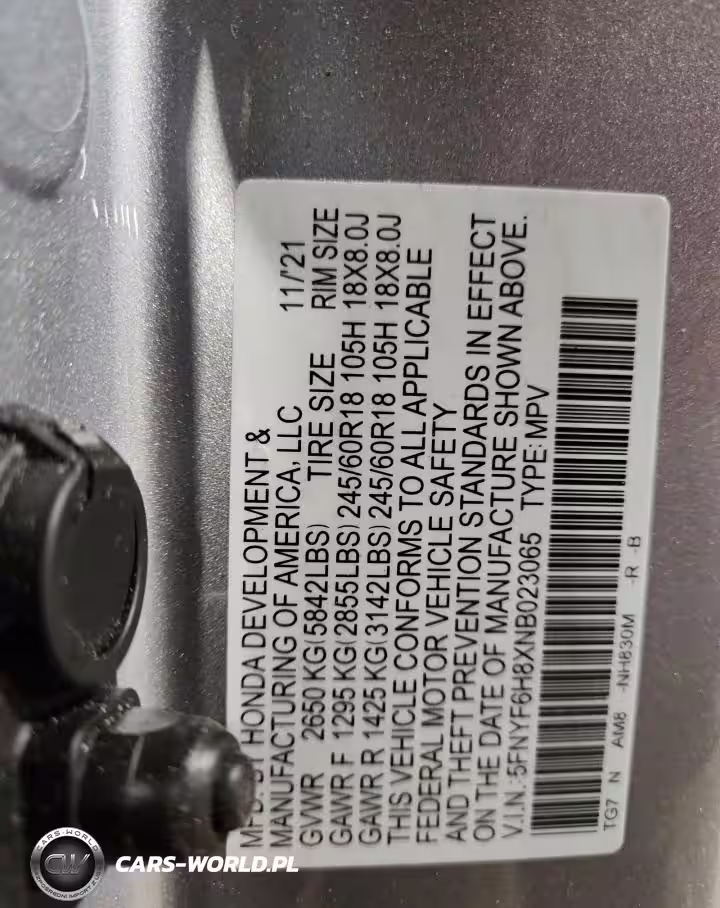 MFD. BY HONDA DEVELOPMENT &
MANUFACTURING OF AMERICA, LLC 11/'21
GVWR 2650 KG(5842LBS) TIRE SIZE RIM SIZE
GAWR F 1295 KG(2855LBS) 245/60R18 105H 18X8.0J
GAWR R 1425 KG(3142LBS) 245/60R18 105H 18X8.0J
THIS VEHICLE CONFORMS TO ALL APPLICABLE
FEDERAL MOTOR VEHICLE SAFETY
AND THEFT PREVENTION STANDARDS IN EFFECT
ON THE DATE OF MANUFACTURE SHOWN ABOVE.
V.I.N.:5FNYF6H8XNB023065 TYPE:MPV
TG7 N AM8 -NH830M -R -B
CW
CARS-WORLD.PL